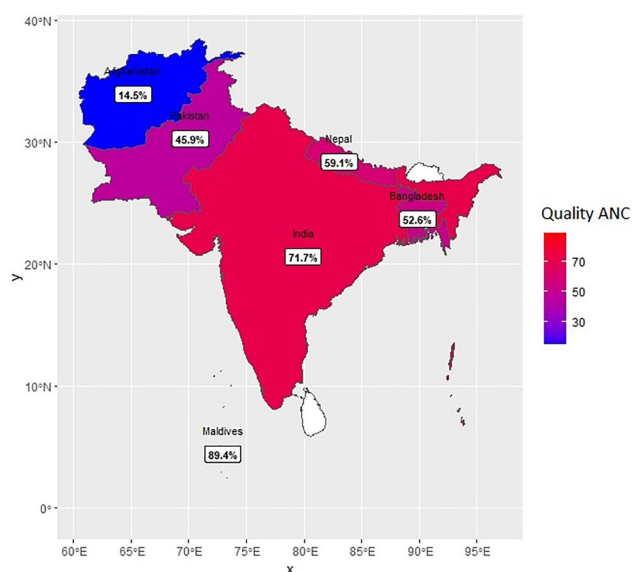 40°N
Afghanistan
14.5%
Pakistan
45.9%
30°N
Nepal
59.1%
Bangladesh
52.6%
Quality ANC
India
71.7%
70
50
30
y
20°N
10°N
Maldives
89.4%
0°
60°E 65°E 70°E 75°E 80°E 85°E 90°E 95°E
x